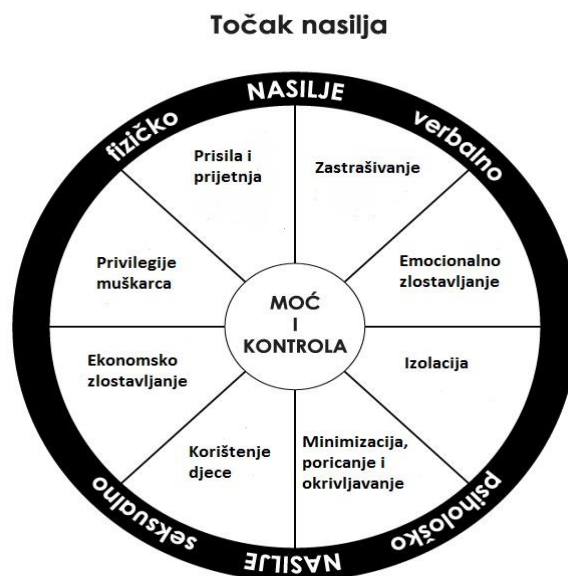 Točak nasilja
NASILJE
fizičko
verbalno
Prisila i
prijetnja
Zastrašivanje
Privilegije
muškarca
Emocionalno
zlostavljanje
MOĆ
I
KONTROLA
Ekonomsko
zlostavljanje
Izolacija
Korištenje
djece
Minimizacija,
poricanje i
okrivljavanje
seksualno
psihološko
NASILJE